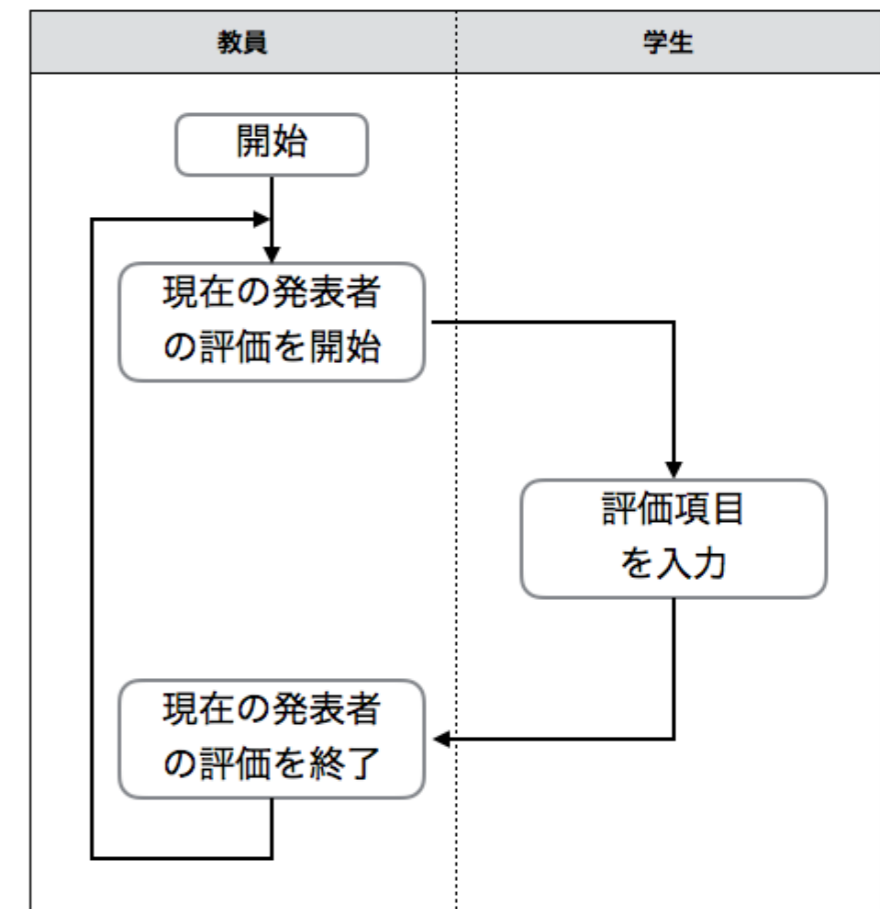 教員
学生
開始
現在の発表者
の評価を開始
評価項目
を入力
現在の発表者
の評価を終了